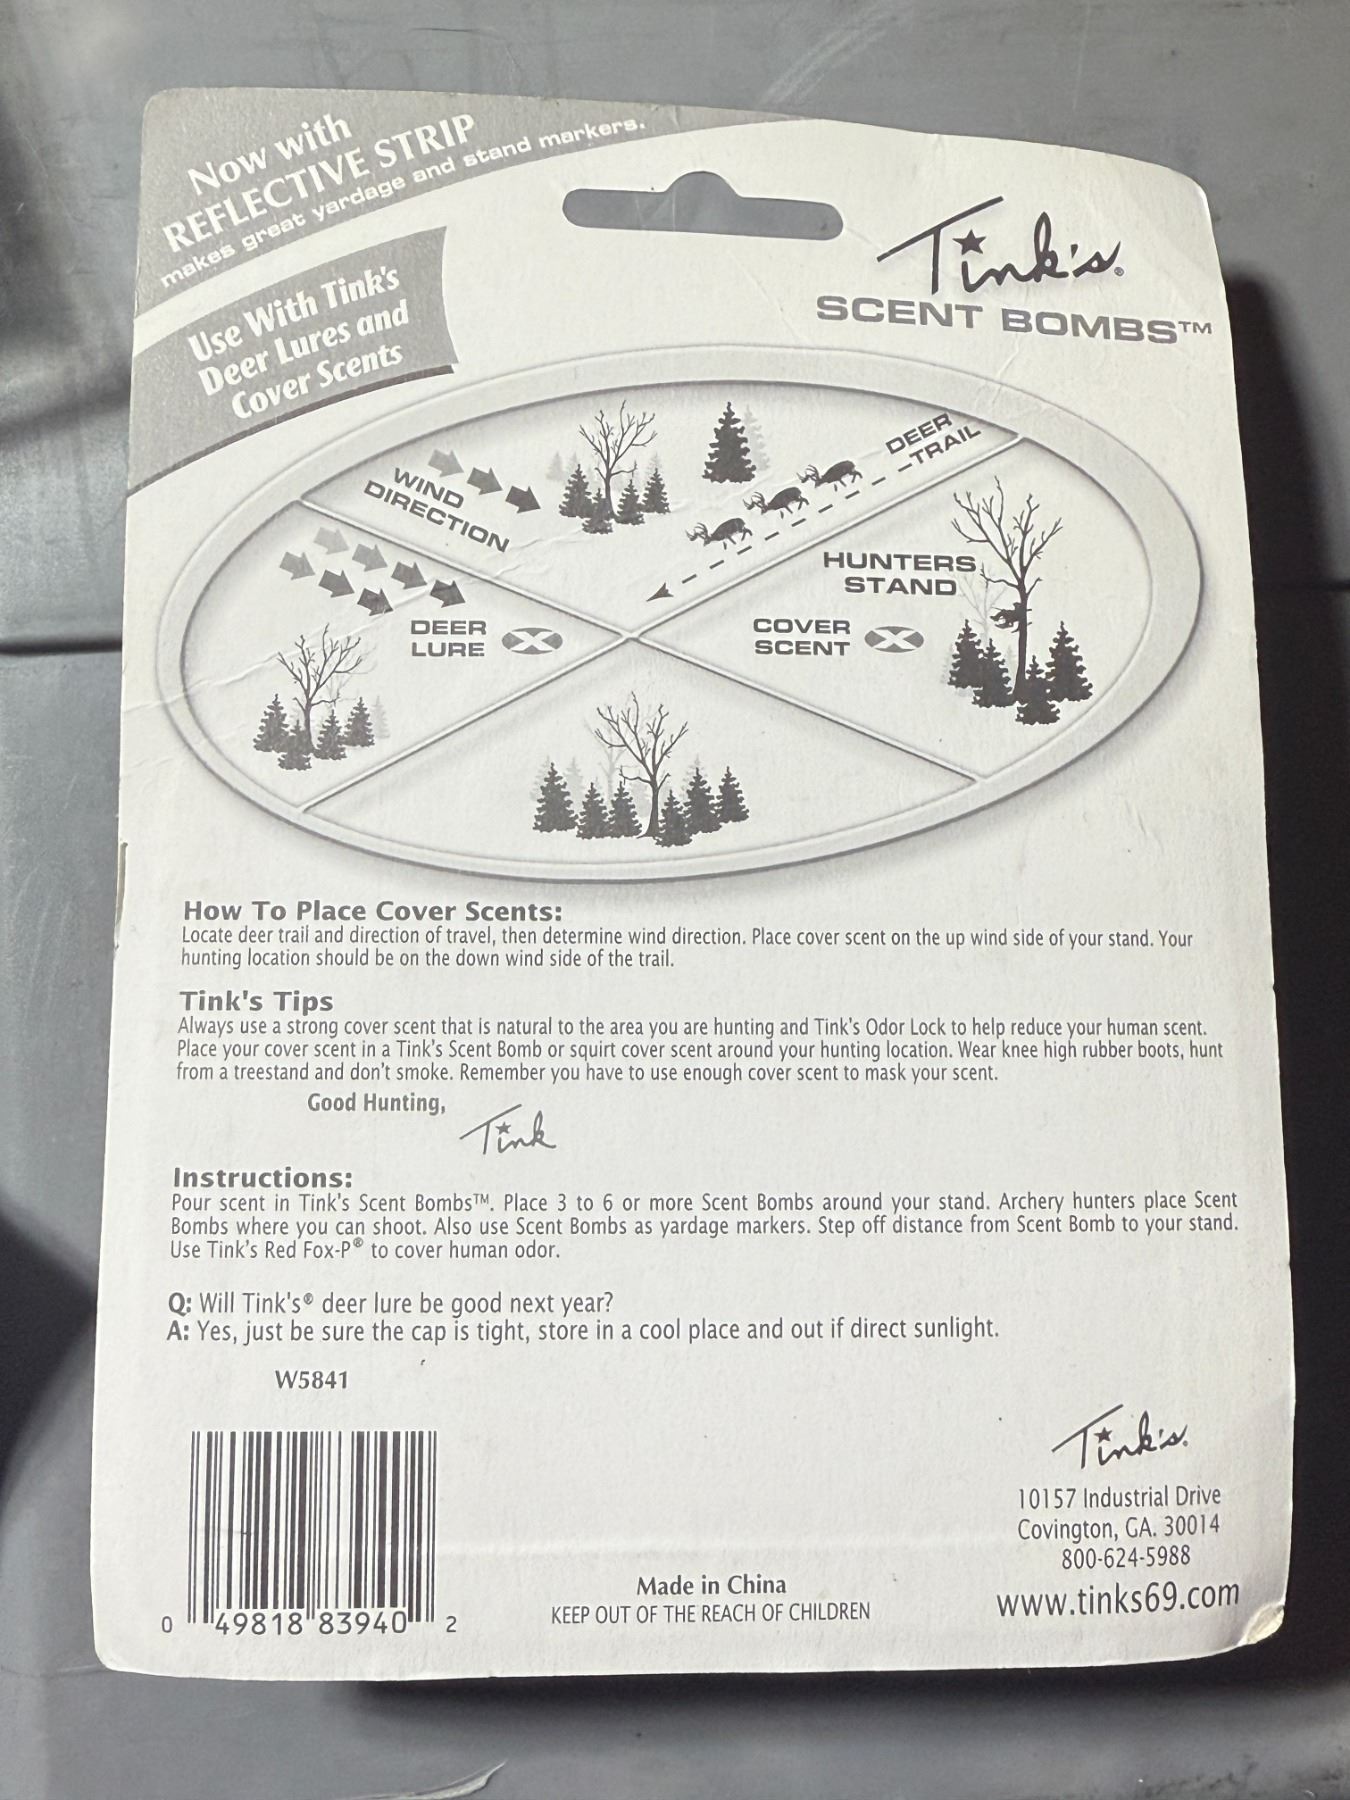 Now with
REFLECTIVE STRIP
makes great yardage and stand markers.
Use With Tink's
Deer Lures and
Cover Scents
Tink's®
SCENT BOMBS™
WIND
DIRECTION
DEER
-TRAIL
HUNTERS
STAND
DEER
LURE X
COVER
SCENT X
How To Place Cover Scents:
Locate deer trail and direction of travel, then determine wind direction. Place cover scent on the up wind side of your stand. Your
hunting location should be on the down wind side of the trail.
Tink's Tips
Always use a strong cover scent that is natural to the area you are hunting and Tink's Odor Lock to help reduce your human scent.
Place your cover scent in a Tink's Scent Bomb or squirt cover scent around your hunting location. Wear knee high rubber boots, hunt
from a treestand and don't smoke. Remember you have to use enough cover scent to mask your scent.
Good Hunting,
Tink
Instructions:
Pour scent in Tink's Scent Bombs™. Place 3 to 6 or more Scent Bombs around your stand. Archery hunters place Scent
Bombs where you can shoot. Also use Scent Bombs as yardage markers. Step off distance from Scent Bomb to your stand.
Use Tink's Red Fox-P® to cover human odor.
Q: Will Tink's® deer lure be good next year?
A: Yes, just be sure the cap is tight, store in a cool place and out if direct sunlight.
W5841
0 49818 83940 2
Made in China
KEEP OUT OF THE REACH OF CHILDREN
Tink's.
10157 Industrial Drive
Covington, GA. 30014
800-624-5988
www.tinks69.com